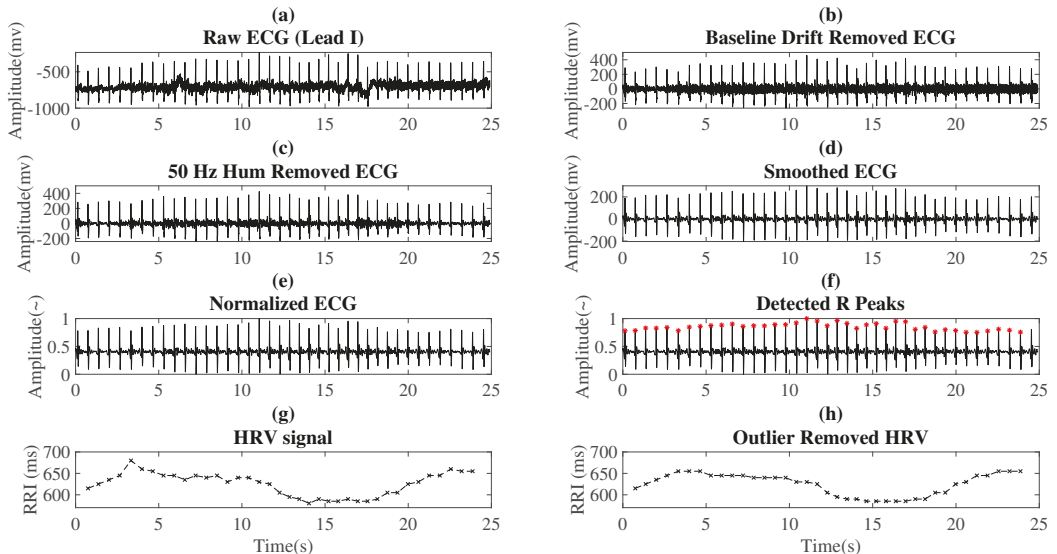 (a)
Raw ECG (Lead I)
Amplitude(mv)
-500
-1000
0 5 10 15 20 25
(b)
Baseline Drift Removed ECG
Amplitude(mv)
400
200
0
-200
0 5 10 15 20 25
(c)
50 Hz Hum Removed ECG
Amplitude(mv)
400
200
0
-200
0 5 10 15 20 25
(d)
Smoothed ECG
Amplitude(mv)
200
0
-200
0 5 10 15 20 25
(e)
Normalized ECG
Amplitude(~)
1
0.5
0
0 5 10 15 20 25
(f)
Detected R Peaks
Amplitude(~)
1
0.5
0
0 5 10 15 20 25
(g)
HRV signal
RRI (ms)
700
650
600
0 5 10 15 20 25
Time(s)
(h)
Outlier Removed HRV
RRI (ms)
700
650
600
0 5 10 15 20 25
Time(s)